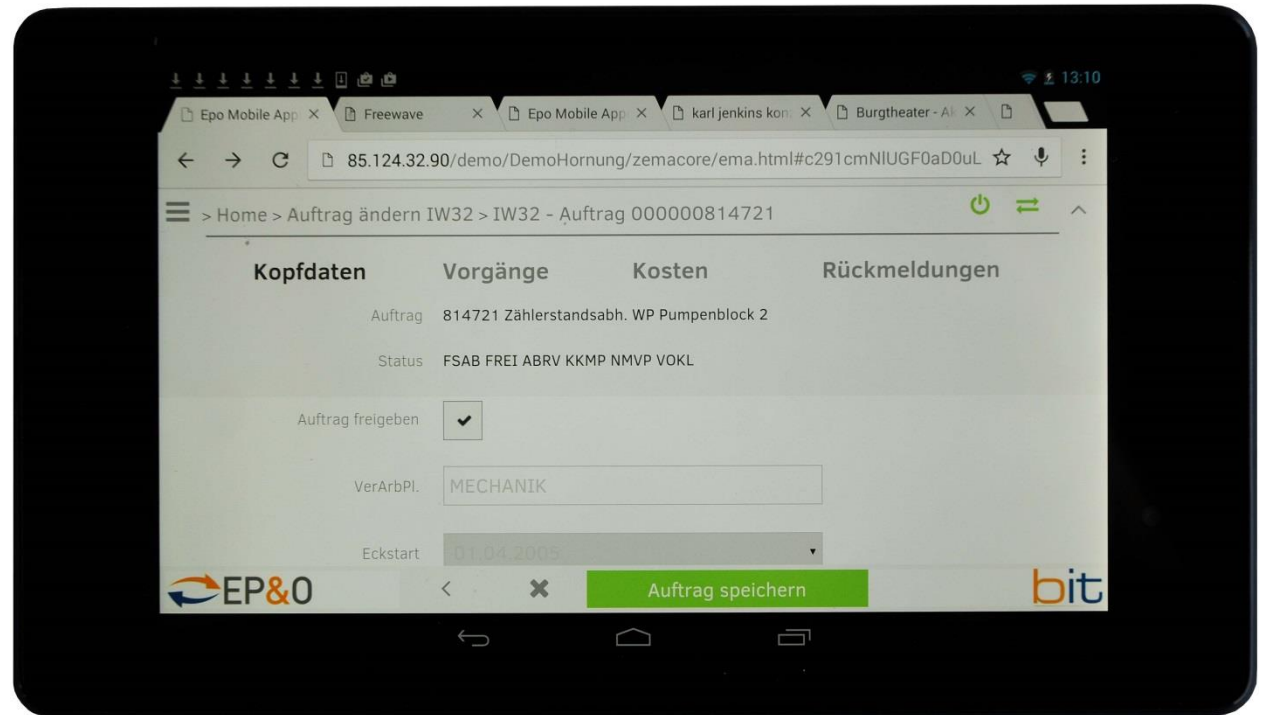 13:10
Epo Mobile App
Freewave
Epo Mobile App
karl jenkins kon
Burgtheater - Ak
85.124.32.90/demo/DemoHornung/zemacore/ema.html#c291cmNlUGF0aD0uL
> Home > Auftrag ändern IW32 > IW32 - Auftrag 000000814721
Kopfdaten Vorgänge Kosten Rückmeldungen
Auftrag 814721 Zählerstandsabh. WP Pumpenblock 2
Status FSAB FREI ABRV KKMP NMVP VOKL
Auftrag freigeben
VerArbPl. MECHANIK
Eckstart 01.04.2005
EP&O Auftrag speichern bit